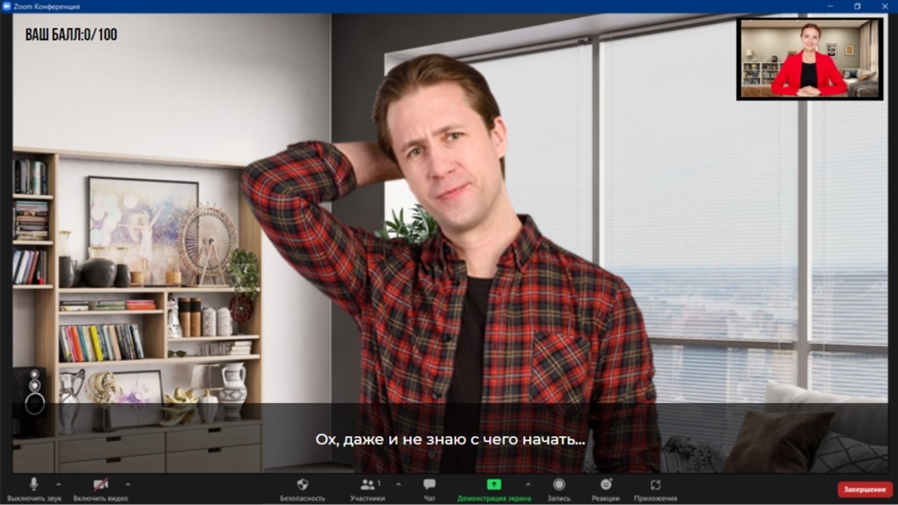 Zoom Конференция
ВАШ БАЛЛ:0/100
Ох, даже и не знаю с чего начать...
Выключить звук
Включить видео
Безопасность
Участники
1
Чат
Демонстрация экрана
Запись
Реакции
Приложения
Завершение